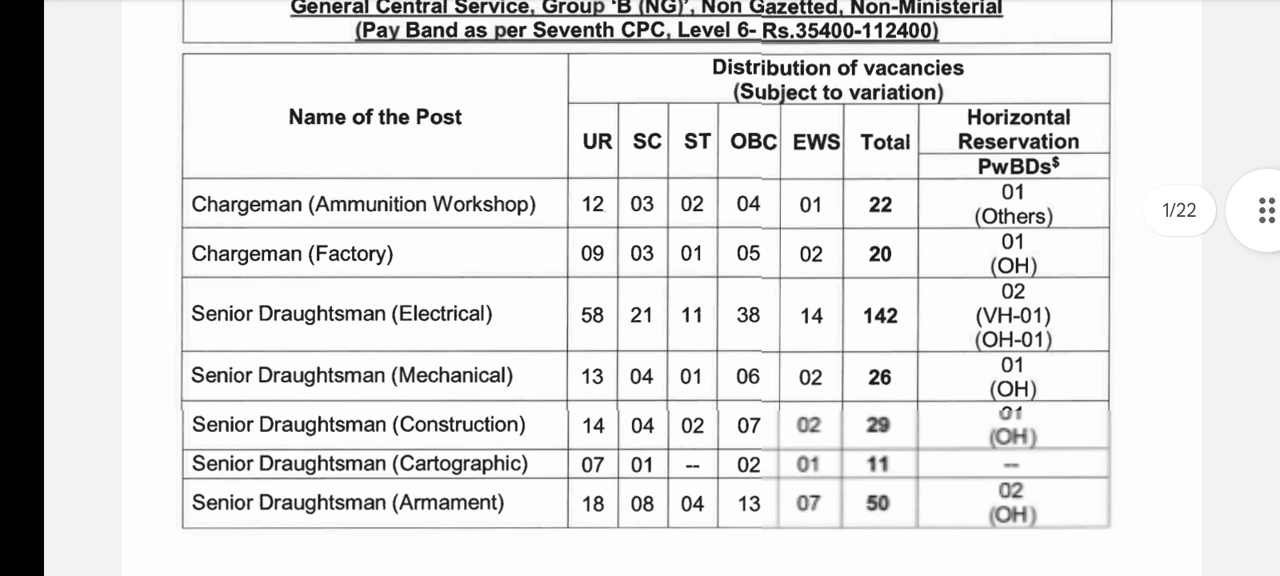 General Central Service, Group 'B (NG)', Non Gazetted, Non-Ministerial
(Pay Band as per Seventh CPC, Level 6- Rs.35400-112400)
Name of the Post
Distribution of vacancies
(Subject to variation)
UR SC ST OBC EWS Total
Horizontal
Reservation
PwBDs$
Chargeman (Ammunition Workshop) 12 03 02 04 01 22 01
(Others)
Chargeman (Factory) 09 03 01 05 02 20 01
(OH)
Senior Draughtsman (Electrical) 58 21 11 38 14 142 02
(VH-01)
(OH-01)
Senior Draughtsman (Mechanical) 13 04 01 06 02 26 01
(OH)
Senior Draughtsman (Construction) 14 04 02 07 02 29 01
(OH)
Senior Draughtsman (Cartographic) 07 01 -- 02 01 11 --
Senior Draughtsman (Armament) 18 08 04 13 07 50 02
(OH)
1/22